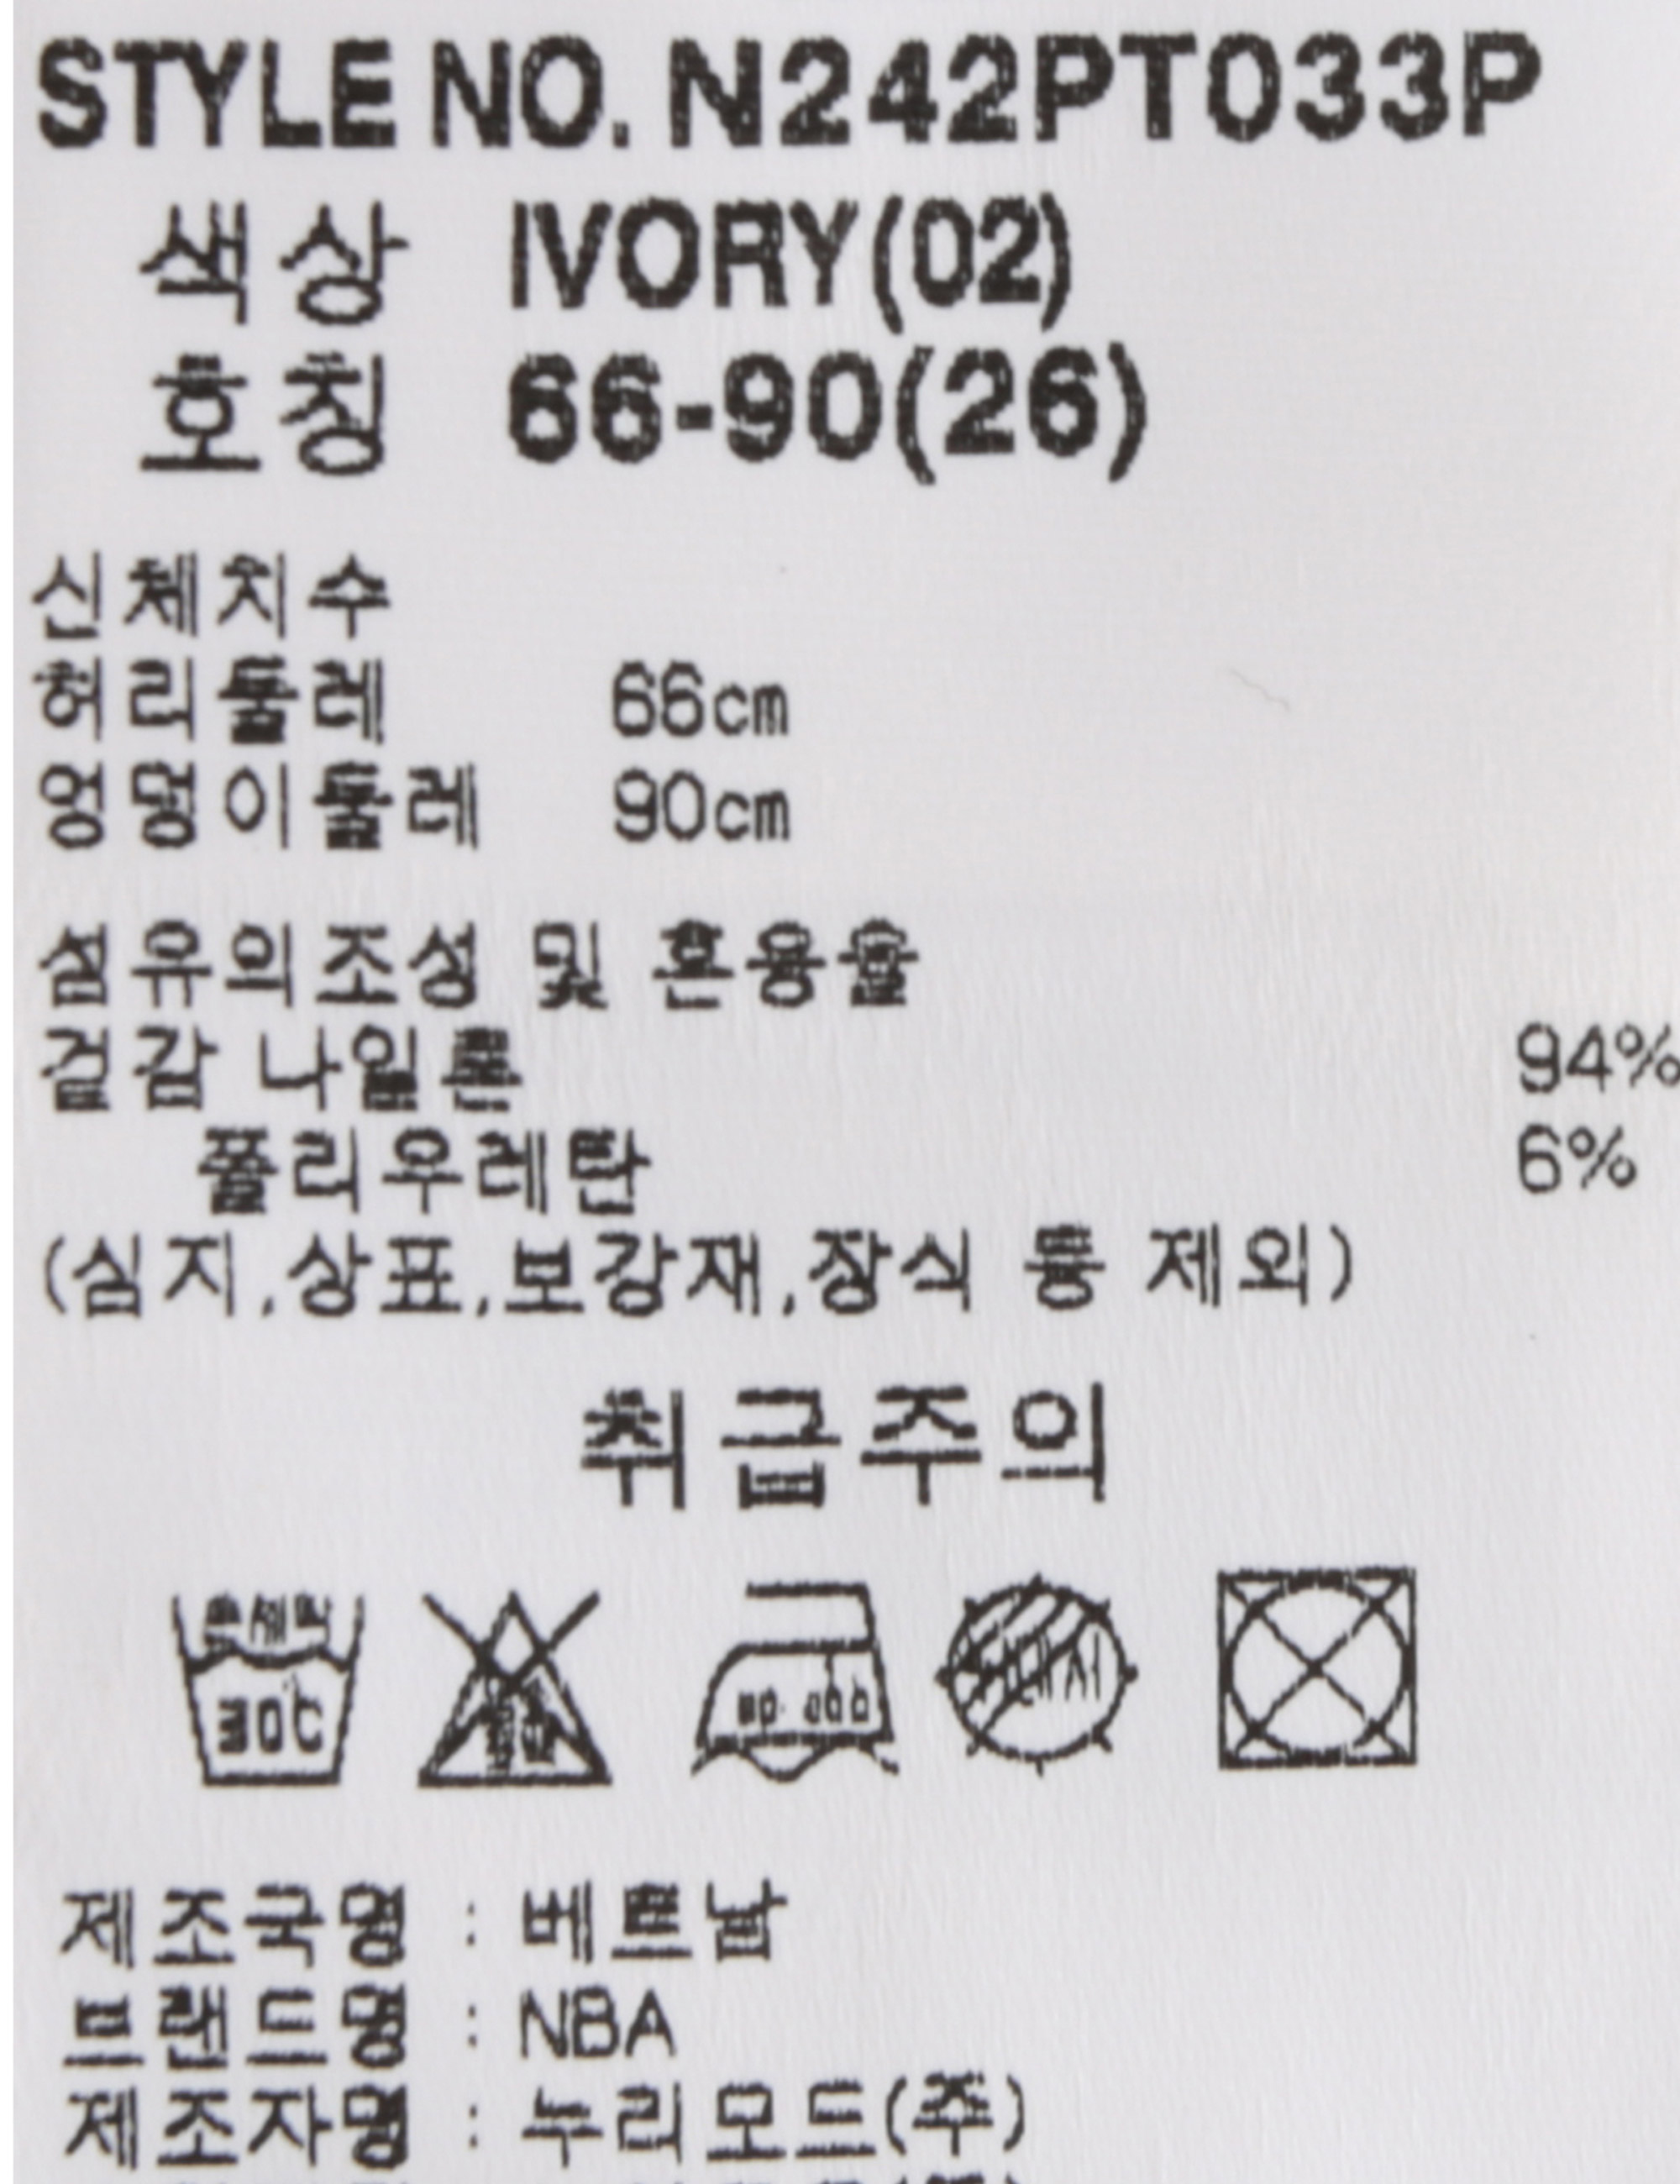 STYLE NO. N242PT033P
색상 IVORY(02)
호칭 66-90(26)
신체치수
허리둘레 66cm
엉덩이둘레 90cm
섬유의조성 및 혼용율
겉감 나일론 94%
폴리우레탄 6%
(심지,상표,보강재,장식 등 제외)
취급주의
제조국명 : 베트남
브랜드명 : NBA
제조자명 : 누리모드(주)